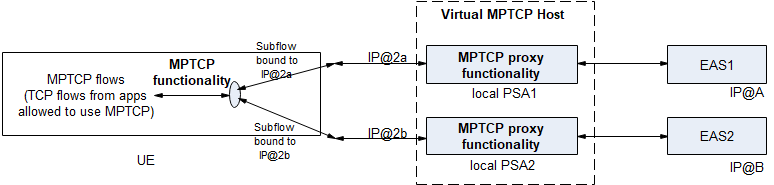 Virtual MPTCP Host
MPTCP flows
(TCP flows from apps
allowed to use MPTCP)
MPTCP
functionality
Subflow
bound to
IP@2a
IP@2a
MPTCP proxy
functionality
local PSA1
EAS1
IP@A
Subflow
bound to
IP@2b
IP@2b
MPTCP proxy
functionality
local PSA2
EAS2
IP@B
UE